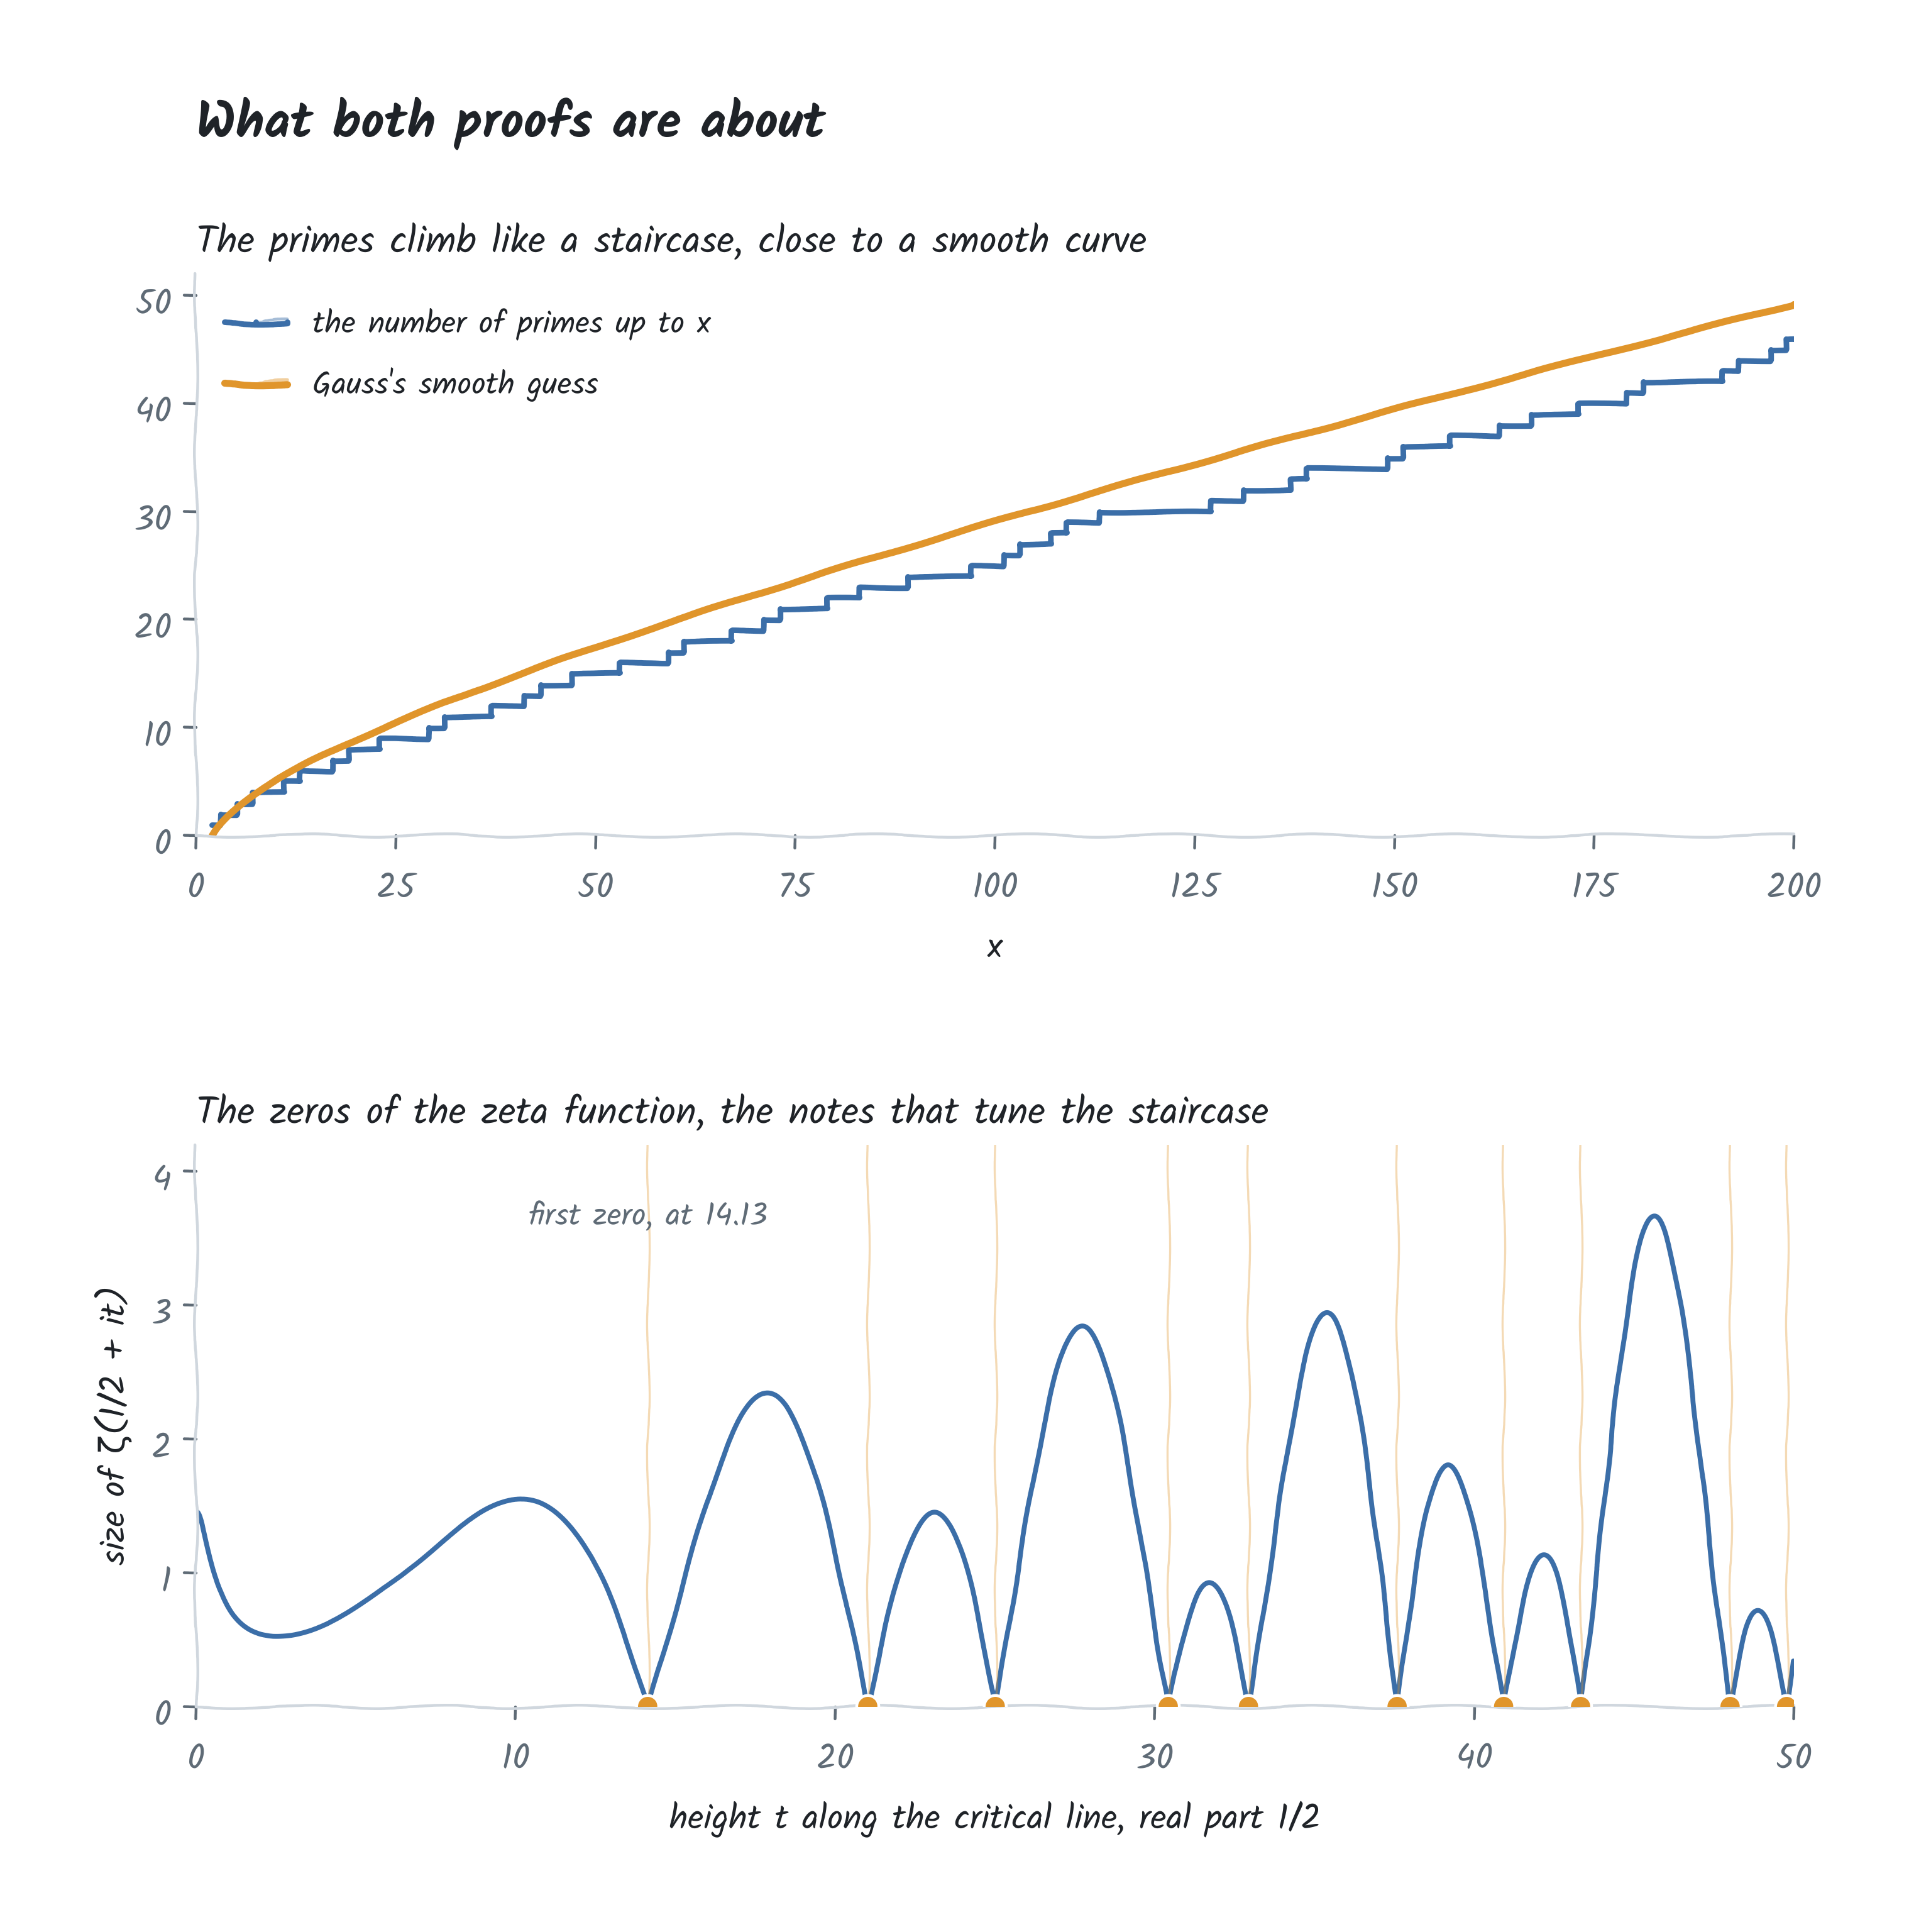 What both proofs are about
The primes climb like a staircase, close to a smooth curve
the number of primes up to x
Gauss's smooth guess
50
40
30
20
10
0
0 25 50 75 100 125 150 175 200
x
The zeros of the zeta function, the notes that tune the staircase
first zero, at 14.13
size of ζ(1/2 + it)
4
3
2
1
0
0 10 20 30 40 50
height t along the critical line, real part 1/2